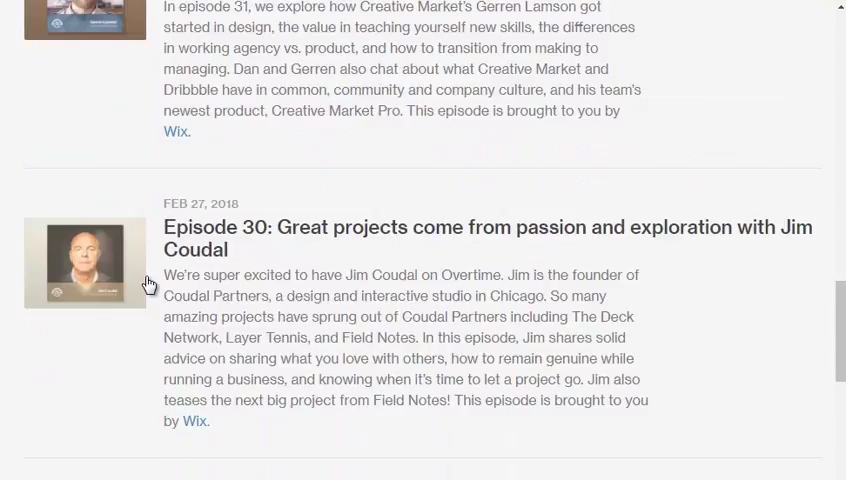 In episode 31, we explore how Creative Market's Gerren Lamson got
started in design, the value in teaching yourself new skills, the differences
in working agency vs. product, and how to transition from making to
managing. Dan and Gerren also chat about what Creative Market and
Dribbble have in common, community and company culture, and his team's
newest product, Creative Market Pro. This episode is brought to you by
Wix.
FEB 27, 2018
Episode 30: Great projects come from passion and exploration with Jim
Coudal
We're super excited to have Jim Coudal on Overtime. Jim is the founder of
Coudal Partners, a design and interactive studio in Chicago. So many
amazing projects have sprung out of Coudal Partners including The Deck
Network, Layer Tennis, and Field Notes. In this episode, Jim shares solid
advice on sharing what you love with others, how to remain genuine while
running a business, and knowing when it's time to let a project go. Jim also
teases the next big project from Field Notes! This episode is brought to you
by Wix.